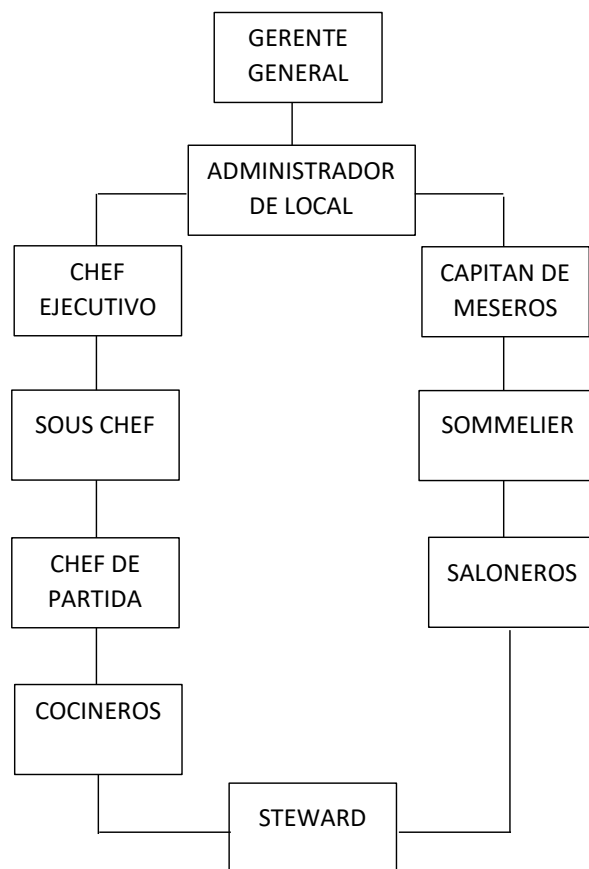 GERENTE
GENERAL
ADMINISTRADOR
DE LOCAL
CHEF
EJECUTIVO
CAPITAN DE
MESEROS
SOUS CHEF
SOMMELIER
CHEF DE
PARTIDA
SALONEROS
COCINEROS
STEWARD